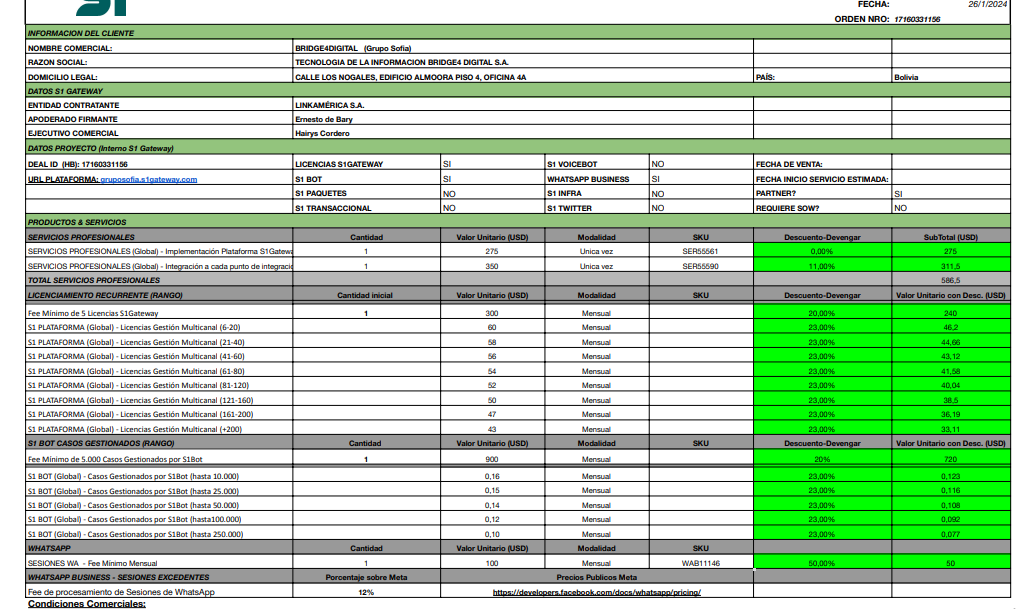 S1
FECHA: 26/1/2024
ORDEN NRO: 17160331156
INFORMACION DEL CLIENTE
NOMBRE COMERCIAL: BRIDGE4DIGITAL (Grupo Sofia)
RAZON SOCIAL: TECNOLOGIA DE LA INFORMACION BRIDGE4 DIGITAL S.A.
DOMICILIO LEGAL: CALLE LOS NOGALES, EDIFICIO ALMOORA PISO 4, OFICINA 4A PAÍS: Bolivia
DATOS S1 GATEWAY
ENTIDAD CONTRATANTE LINKAMÉRICA S.A.
APODERADO FIRMANTE Ernesto de Bary
EJECUTIVO COMERCIAL Hairys Cordero
DATOS PROYECTO (Interno S1 Gateway)
DEAL ID (HB): 17160331156 LICENCIAS S1GATEWAY SI S1 VOICEBOT NO FECHA DE VENTA:
URL PLATAFORMA: gruposofia.s1gateway.com S1 BOT SI WHATSAPP BUSINESS SI FECHA INICIO SERVICIO ESTIMADA:
S1 PAQUETES NO S1 INFRA NO PARTNER? SI
S1 TRANSACCIONAL NO S1 TWITTER NO REQUIERE SOW? NO
PRODUCTOS & SERVICIOS
SERVICIOS PROFESIONALES Cantidad Valor Unitario (USD) Modalidad SKU Descuento-Devengar SubTotal (USD)
SERVICIOS PROFESIONALES (Global) - Implementación Plataforma S1Gatewa 1 275 Unica vez SER55561 0,00% 275
SERVICIOS PROFESIONALES (Global) - Integración a cada punto de integració 1 350 Unica vez SER55590 11,00% 311,5
TOTAL SERVICIOS PROFESIONALES 586,5
LICENCIAMIENTO RECURRENTE (RANGO) Cantidad inicial Valor Unitario (USD) Modalidad SKU Descuento-Devengar Valor Unitario con Desc. (USD)
Fee Mínimo de 5 Licencias S1Gateway 1 300 Mensual 20,00% 240
S1 PLATAFORMA (Global) - Licencias Gestión Multicanal (6-20) 60 Mensual 23,00% 46,2
S1 PLATAFORMA (Global) - Licencias Gestión Multicanal (21-40) 58 Mensual 23,00% 44,66
S1 PLATAFORMA (Global) - Licencias Gestión Multicanal (41-60) 56 Mensual 23,00% 43,12
S1 PLATAFORMA (Global) - Licencias Gestión Multicanal (61-80) 54 Mensual 23,00% 41,58
S1 PLATAFORMA (Global) - Licencias Gestión Multicanal (81-120) 52 Mensual 23,00% 40,04
S1 PLATAFORMA (Global) - Licencias Gestión Multicanal (121-160) 50 Mensual 23,00% 38,5
S1 PLATAFORMA (Global) - Licencias Gestión Multicanal (161-200) 47 Mensual 23,00% 36,19
S1 PLATAFORMA (Global) - Licencias Gestión Multicanal (+200) 43 Mensual 23,00% 33,11
S1 BOT CASOS GESTIONADOS (RANGO) Cantidad Valor Unitario (USD) Modalidad SKU Descuento-Devengar Valor Unitario con Desc. (USD)
Fee Mínimo de 5.000 Casos Gestionados por S1Bot 1 900 Mensual 20% 720
S1 BOT (Global) - Casos Gestionados por S1Bot (hasta 10.000) 0,16 Mensual 23,00% 0,123
S1 BOT (Global) - Casos Gestionados por S1Bot (hasta 25.000) 0,15 Mensual 23,00% 0,116
S1 BOT (Global) - Casos Gestionados por S1Bot (hasta 50.000) 0,14 Mensual 23,00% 0,108
S1 BOT (Global) - Casos Gestionados por S1Bot (hasta100.000) 0,12 Mensual 23,00% 0,092
S1 BOT (Global) - Casos Gestionados por S1Bot (hasta 250.000) 0,10 Mensual 23,00% 0,077
WHATSAPP Cantidad Valor Unitario (USD) Modalidad SKU
SESIONES WA - Fee Mínimo Mensual 1 100 Mensual WAB11146 50,00% 50
WHATSAPP BUSINESS - SESIONES EXCEDENTES Porcentaje sobre Meta Precios Publicos Meta
Fee de procesamiento de Sesiones de WhatsApp 12% https://developers.facebook.com/docs/whatsapp/pricing/
Condiciones Comerciales: